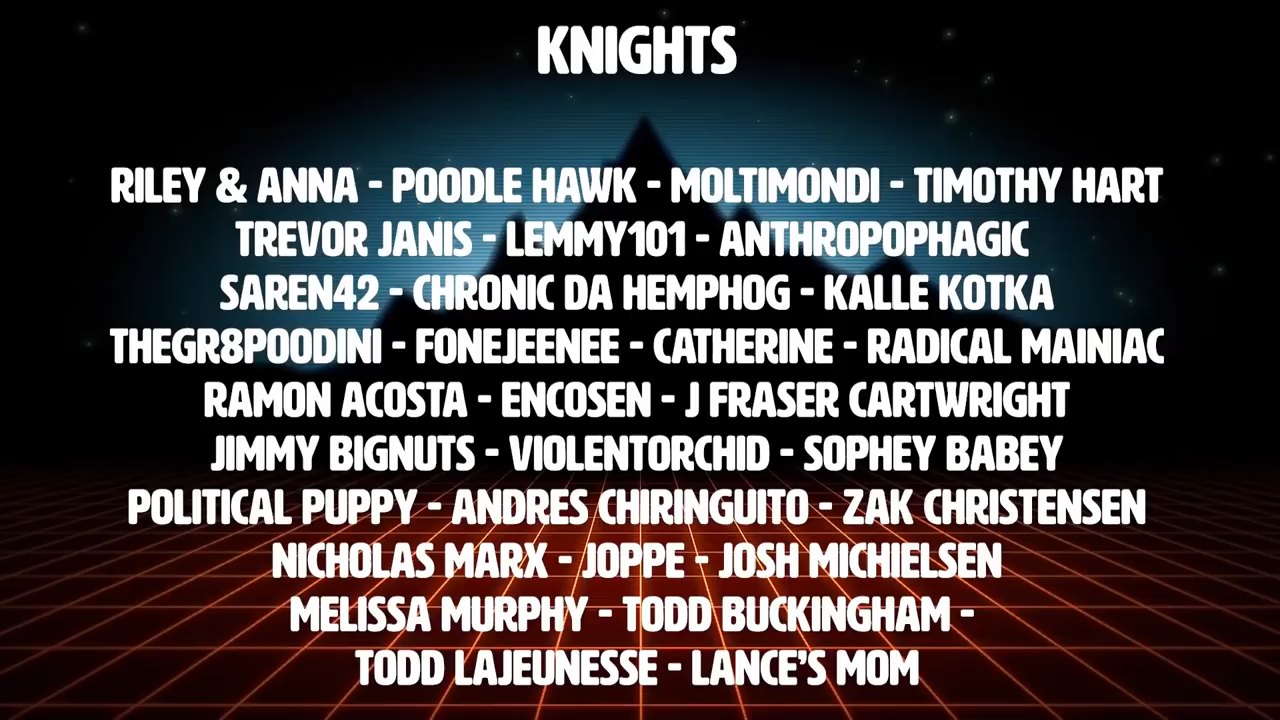 KNIGHTS
RILEY & ANNA - POODLE HAWK - MOLTIMONDI - TIMOTHY HART
TREVOR JANIS - LEMMY101 - ANTHROPOPHAGIC
SAREN42 - CHRONIC DA HEMPHOG - KALLE KOTKA
THEGR8POODINI - FONEJEENEE - CATHERINE - RADICAL MAINIAC
RAMON ACOSTA - ENCOSEN - J FRASER CARTWRIGHT
JIMMY BIGNUTS - VIOLENTORCHID - SOPHEY BABEY
POLITICAL PUPPY - ANDRES CHIRINGUITO - ZAK CHRISTENSEN
NICHOLAS MARX - JOPPE - JOSH MICHIELSEN
MELISSA MURPHY - TODD BUCKINGHAM -
TODD LAJEUNESSE - LANCE'S MOM